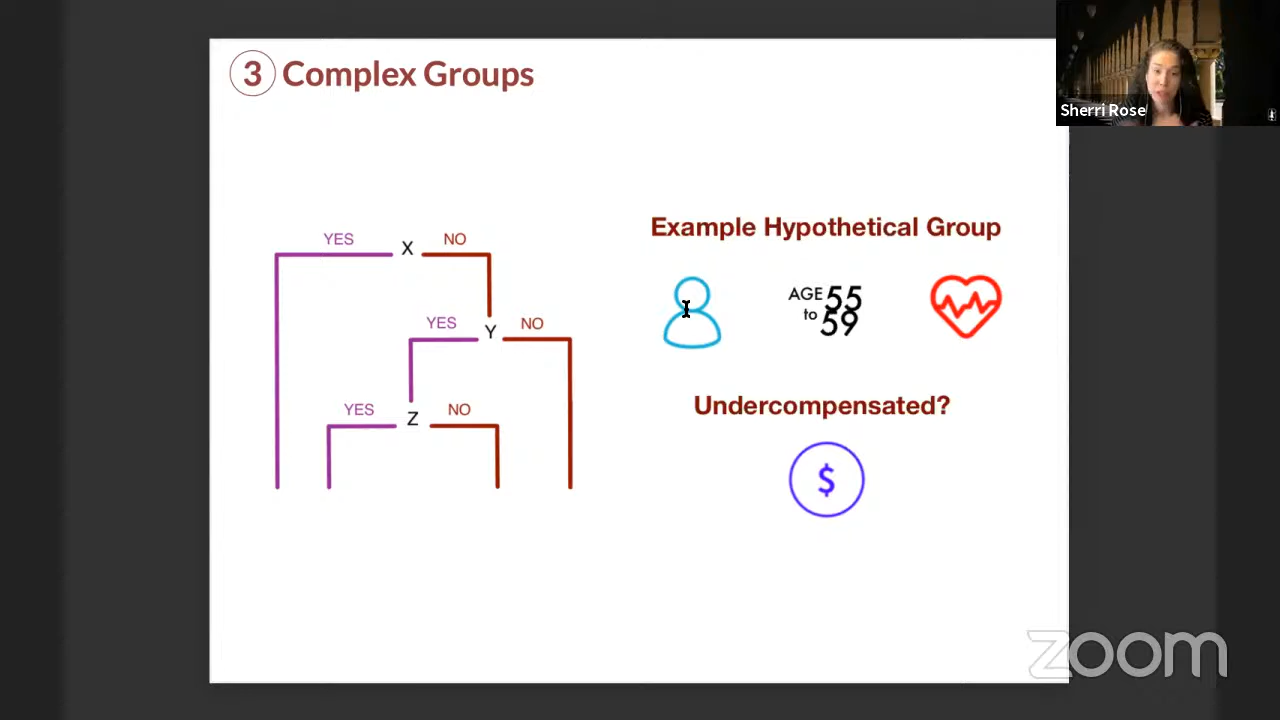 3 Complex Groups
Sherri Rose
YES X NO
YES Y NO
YES Z NO
Example Hypothetical Group
AGE 55
to 59
Undercompensated?
$
zoom